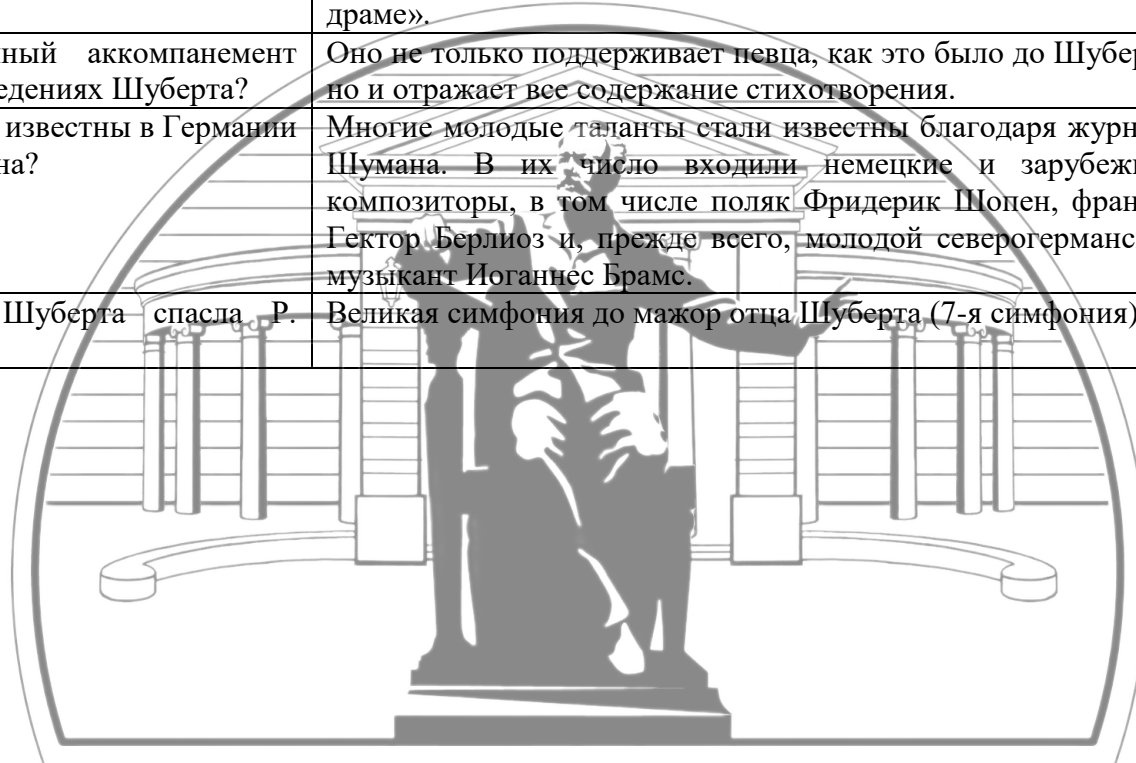 драме».
нный аккомпанемент
едениях Шуберта?
Оно не только поддерживает певца, как это было до Шубер
но и отражает все содержание стихотворения.
известны в Германии
на?
Многие молодые таланты стали известны благодаря журн
Шумана. В их число входили немецкие и зарубежн
композиторы, в том числе поляк Фридерик Шопен, фран
Гектор Берлиоз и, прежде всего, молодой северогерманс
музыкант Иоганнес Брамс.
Шуберта спасла Р.
Великая симфония до мажор отца Шуберта (7-я симфония)